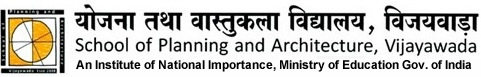 योजना तथा वास्तुकला विद्यालय, विजयवाड़ा
School of Planning and Architecture, Vijayawada
An Institute of National Importance, Ministry of Education Gov. of India